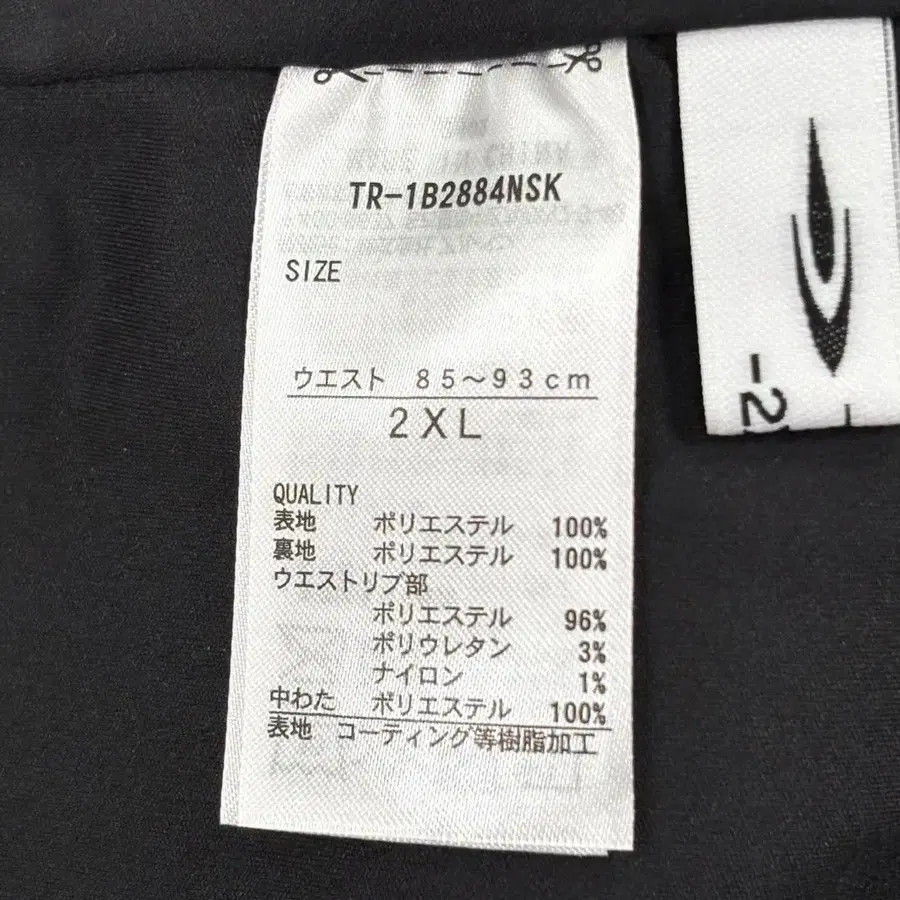 TR-1B2884NSK
SIZE
ウエスト 85～93cm
2XL
QUALITY
表地 ポリエステル 100%
裏地 ポリエステル 100%
ウエストリブ部
ポリエステル 96%
ポリウレタン 3%
ナイロン 1%
中わた ポリエステル 100%
表地 コーティング等樹脂加工